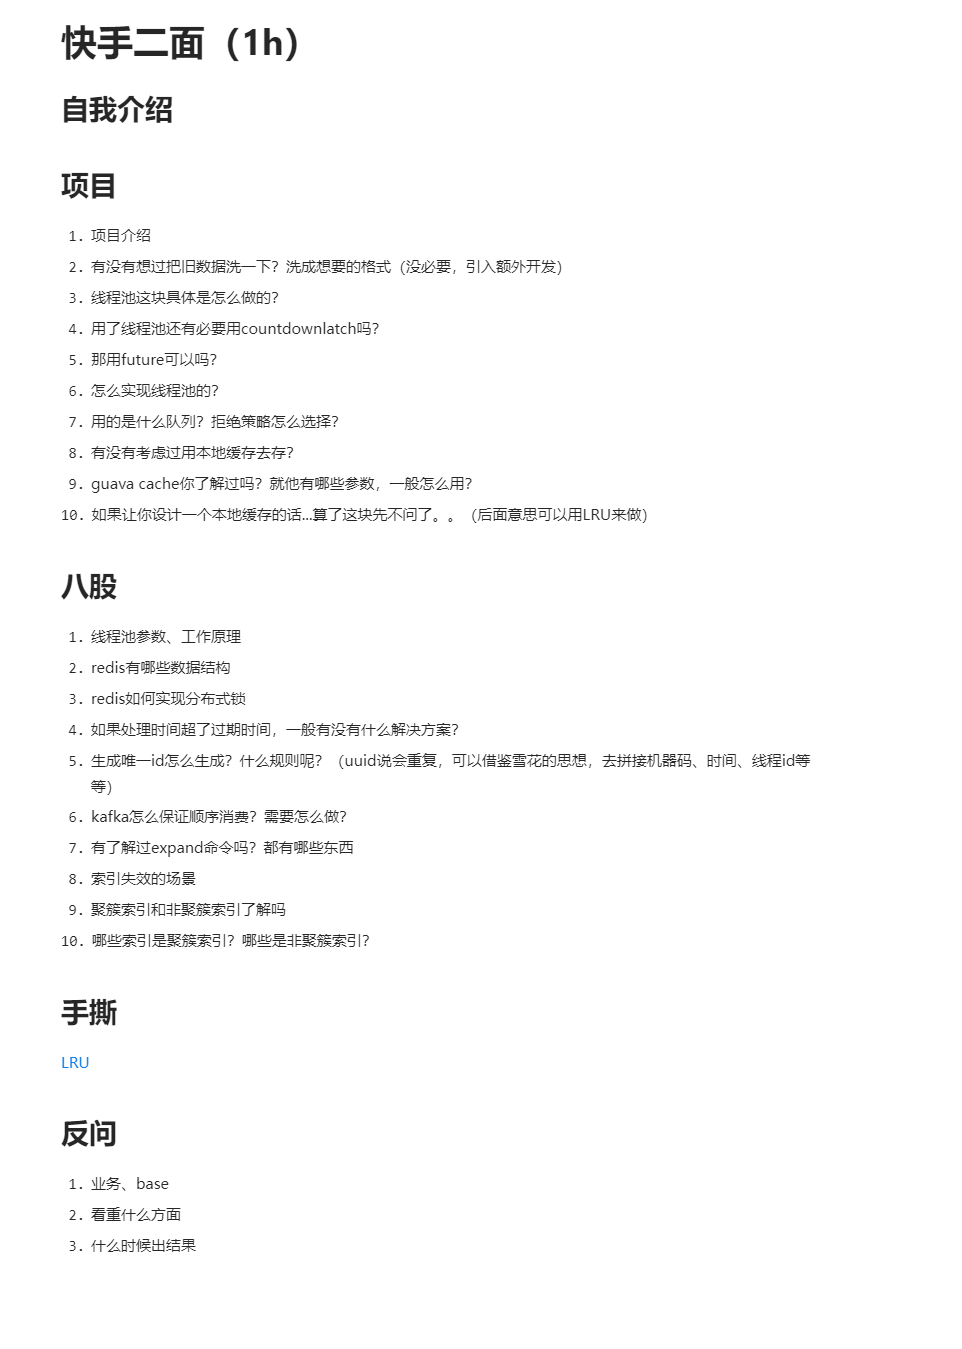 快手二面（1h）
自我介绍
项目
1. 项目介绍
2. 有没有想过把旧数据洗一下？洗成想要的格式（没必要，引入额外开发）
3. 线程池这块具体是怎么做的？
4. 用了线程池还有必要用countdownlatch吗？
5. 那用future可以吗？
6. 怎么实现线程池的？
7. 用的是什么队列？拒绝策略怎么选择？
8. 有没有考虑过用本地缓存去存？
9. guava cache你了解过吗？就他有哪些参数，一般怎么用？
10. 如果让你设计一个本地缓存的话...算了这块先不问了。。（后面意思可以用LRU来做）
八股
1. 线程池参数、工作原理
2. redis有哪些数据结构
3. redis如何实现分布式锁
4. 如果处理时间超了过期时间，一般有没有什么解决方案？
5. 生成唯一id怎么生成？什么规则呢？（uuid说会重复，可以借鉴雪花的思想，去拼接机器码、时间、线程id等
等）
6. kafka怎么保证顺序消费？需要怎么做？
7. 有了解过expand命令吗？都有哪些东西
8. 索引失效的场景
9. 聚簇索引和非聚簇索引了解吗
10. 哪些索引是聚簇索引？哪些是非聚簇索引？
手撕
LRU
反问
1. 业务、base
2. 看重什么方面
3. 什么时候出结果